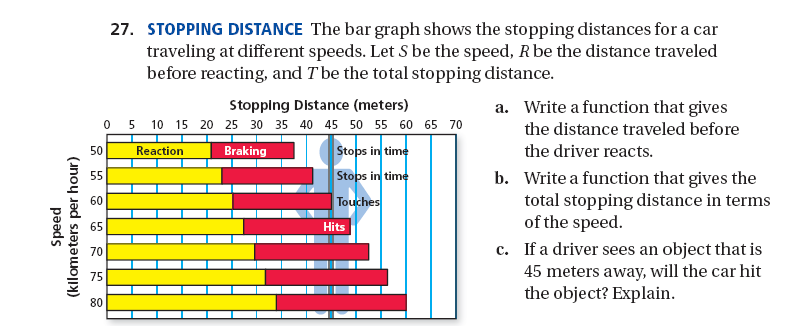 27. STOPPING DISTANCE The bar graph shows the stopping distances for a car
traveling at different speeds. Let S be the speed, R be the distance traveled
before reacting, and T be the total stopping distance.
Stopping Distance (meters)
0 5 10 15 20 25 30 35 40 45 50 55 60 65 70
Speed
(kilometers per hour)
50 Reaction Braking Stops in time
55 Stops in time
60 Touches
65 Hits
70
75
80
a. Write a function that gives
the distance traveled before
the driver reacts.
b. Write a function that gives the
total stopping distance in terms
of the speed.
c. If a driver sees an object that is
45 meters away, will the car hit
the object? Explain.